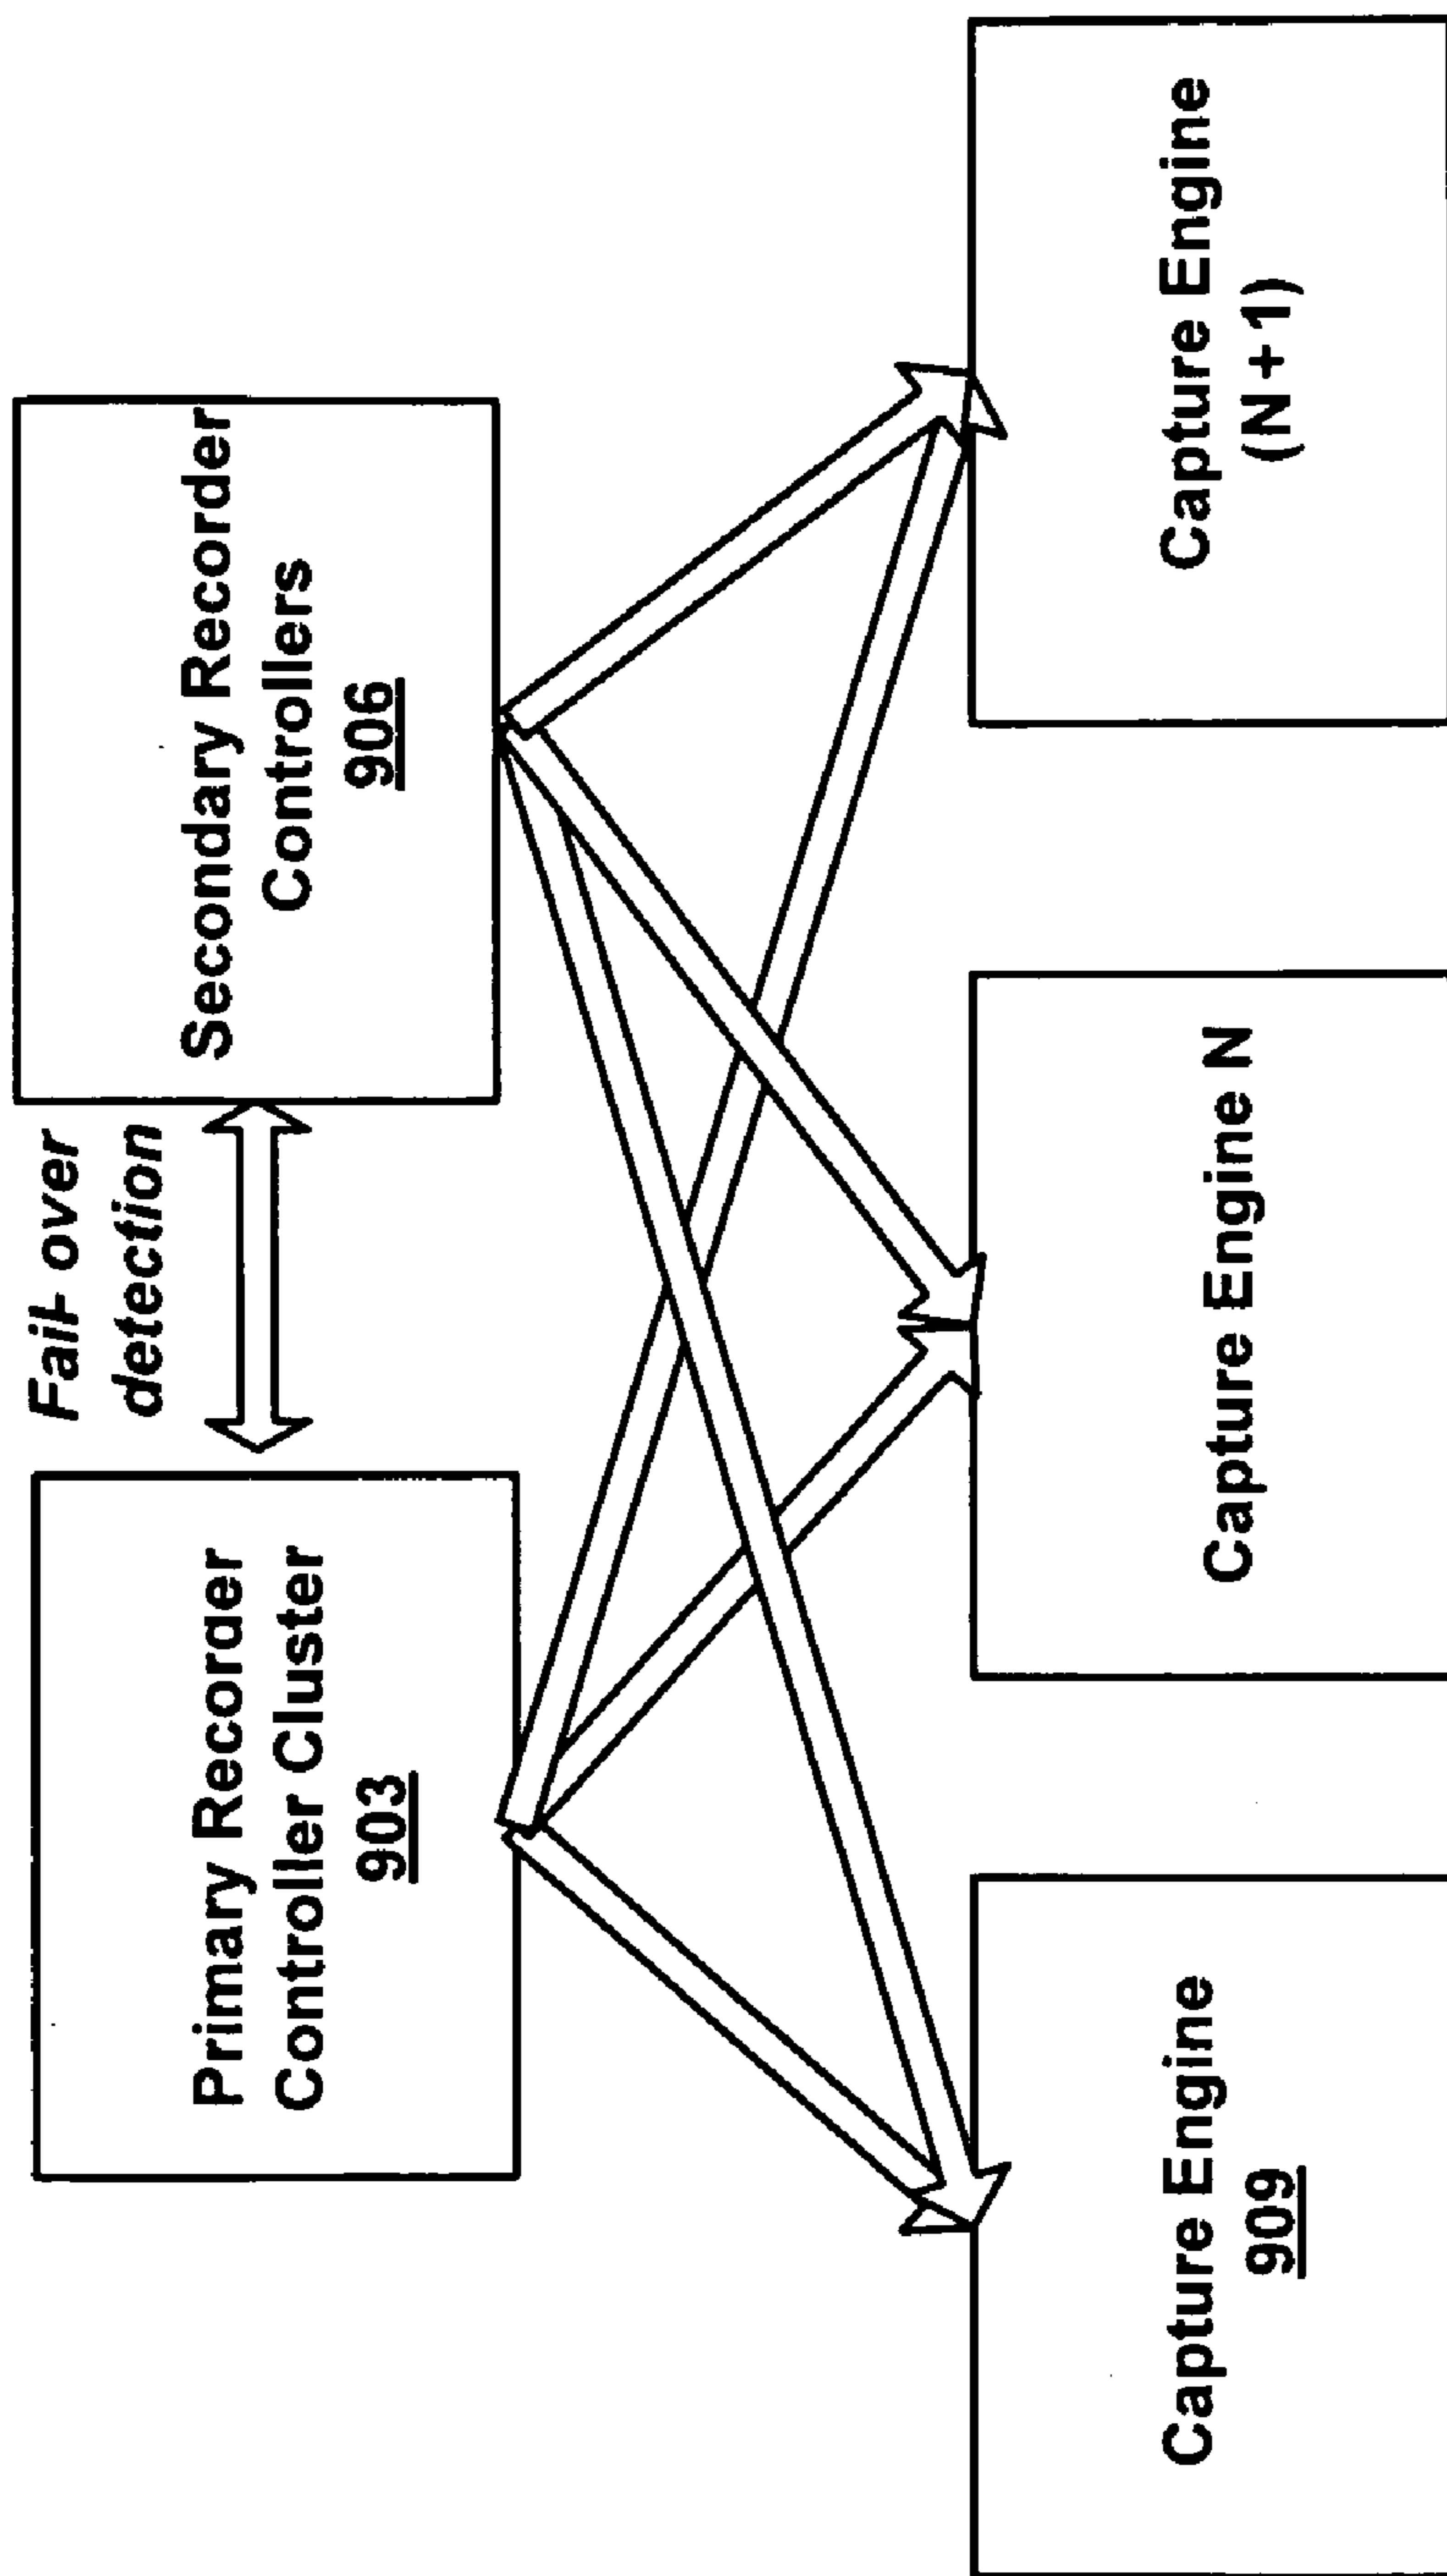 Primary Recorder
Controller Cluster
903
Fail- over
detection
Secondary Recorder
Controllers
906
Capture Engine
909
Capture Engine N
Capture Engine
(N + 1)